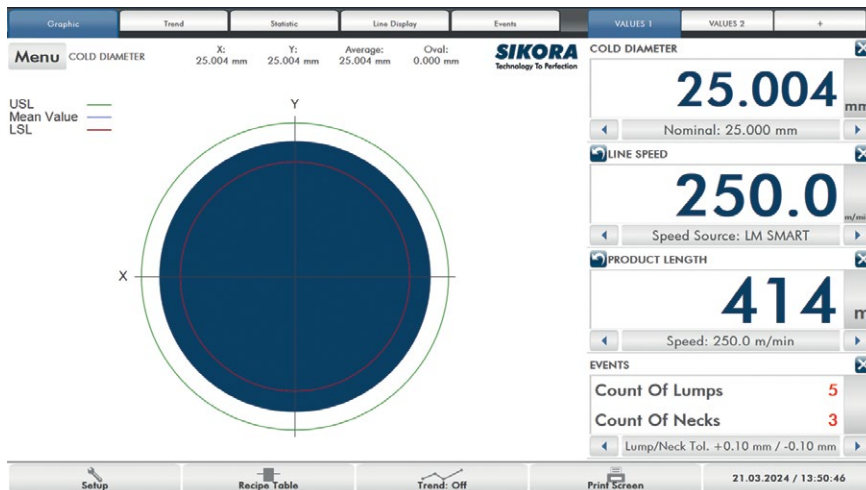 Graphic
Trend
Statistic
Line Display
Events
VALUES 1
VALUES 2
+
Menu
COLD DIAMETER
X:
25.004 mm
Y:
25.004 mm
Average:
25.004 mm
Oval:
0.000 mm
SIKORA
Technology To Perfection
USL
Mean Value
LSL
Y
X
COLD DIAMETER
25.004 mm
Nominal: 25.000 mm
LINE SPEED
250.0 m/min
Speed Source: LM SMART
PRODUCT LENGTH
414 m
Speed: 250.0 m/min
EVENTS
Count Of Lumps 5
Count Of Necks 3
Lump/Neck Tol. +0.10 mm / -0.10 mm
Setup
Recipe Table
Trend: Off
Print Screen
21.03.2024 / 13:50:46